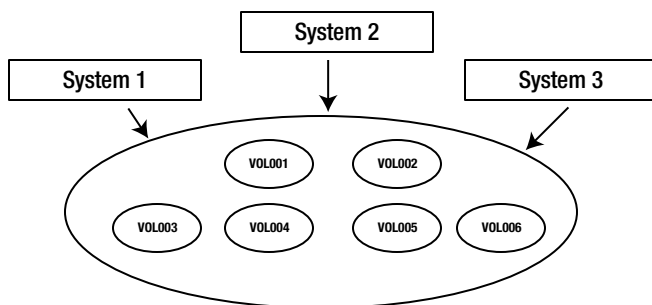 System 2
System 1
System 3
VOL001
VOL002
VOL003
VOL004
VOL005
VOL006